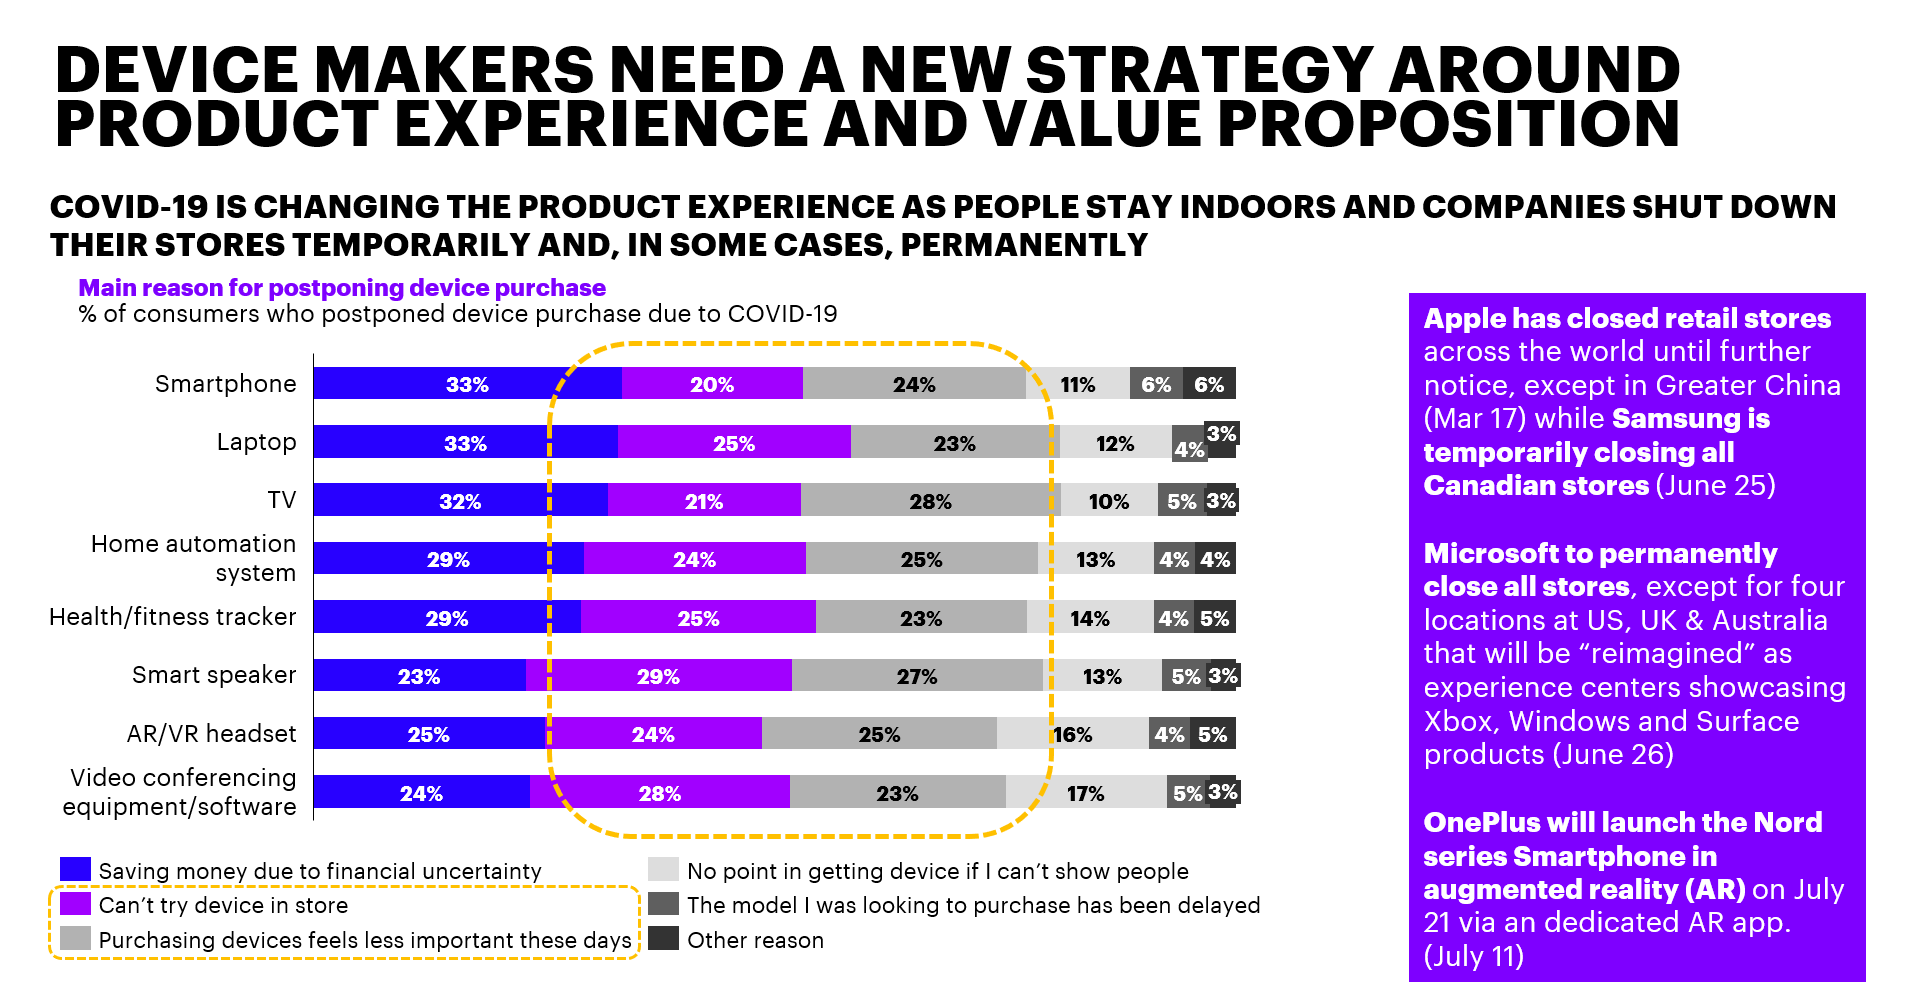 DEVICE MAKERS NEED A NEW STRATEGY AROUND
PRODUCT EXPERIENCE AND VALUE PROPOSITION
COVID-19 IS CHANGING THE PRODUCT EXPERIENCE AS PEOPLE STAY INDOORS AND COMPANIES SHUT DOWN
THEIR STORES TEMPORARILY AND, IN SOME CASES, PERMANENTLY
Main reason for postponing device purchase
% of consumers who postponed device purchase due to COVID-19
Smartphone 33% 20% 24% 11% 6% 6%
Laptop 33% 25% 23% 12% 4% 3%
TV 32% 21% 28% 10% 5% 3%
Home automation
system 29% 24% 25% 13% 4% 4%
Health/fitness tracker 29% 25% 23% 14% 4% 5%
Smart speaker 23% 29% 27% 13% 5% 3%
AR/VR headset 25% 24% 25% 16% 4% 5%
Video conferencing
equipment/software 24% 28% 23% 17% 5% 3%
Saving money due to financial uncertainty
Can't try device in store
Purchasing devices feels less important these days
No point in getting device if I can't show people
The model I was looking to purchase has been delayed
Other reason
Apple has closed retail stores
across the world until further
notice, except in Greater China
(Mar 17) while Samsung is
temporarily closing all
Canadian stores (June 25)
Microsoft to permanently
close all stores, except for four
locations at US, UK & Australia
that will be “reimagined” as
experience centers showcasing
Xbox, Windows and Surface
products (June 26)
OnePlus will launch the Nord
series Smartphone in
augmented reality (AR) on July
21 via an dedicated AR app.
(July 11)